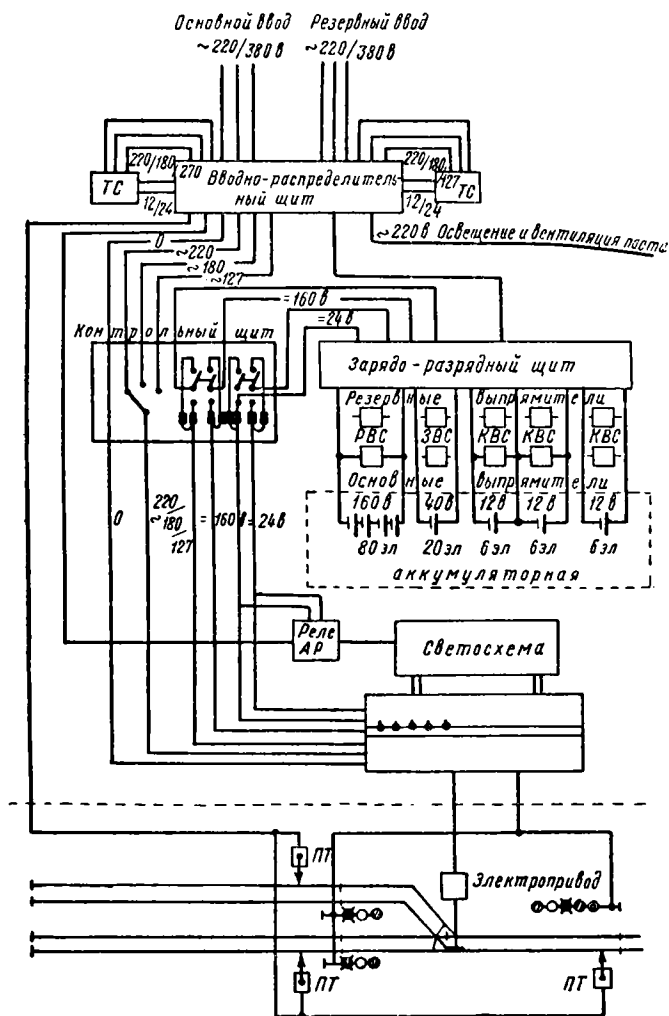 Основной ввод
~220/380 в
Резервный ввод
~220/380 в
220/180/270
220/180/127
ТС
Вводно-распределитель-
ный щит
ТС
12/24
12/24
0
~220
~180
~127
~220 в Освещение и вентиляция поста
=160 в
=24 в
Контрольный щит
Зарядо-разрядный щит
Резервные выпрямители
РВС ЗВС КВС КВС КВС
Основные выпрямители
160 в 40 в 12 в 12 в 12 в
80 эл 20 эл 6 эл 6 эл 6 эл
аккумуляторная
0
~220/180/127
=160 в
=24 в
Реле
АР
Светосхема
ПТ
Электропривод
ПТ
ПТ